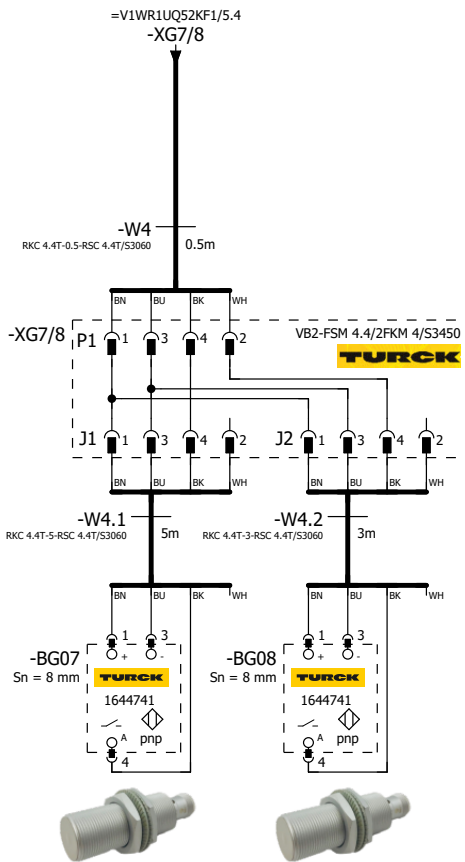 =V1WR1UQ52KF1/5.4
-XG7/8
-W4
RKC 4.4T-0.5-RSC 4.4T/S3060
0.5m
BN BU BK WH
-XG7/8
P1 1 3 4 2
VB2-FSM 4.4/2FKM 4/S3450
TURCK
J1 1 3 4 2 J2 1 3 4 2
BN BU BK WH BN BU BK WH
-W4.1
RKC 4.4T-5-RSC 4.4T/S3060
5m
-W4.2
RKC 4.4T-3-RSC 4.4T/S3060
3m
BN BU BK WH BN BU BK WH
-BG07
Sn = 8 mm
1 3
+ -
TURCK
1644741
A pnp
4
-BG08
Sn = 8 mm
1 3
+ -
TURCK
1644741
A pnp
4